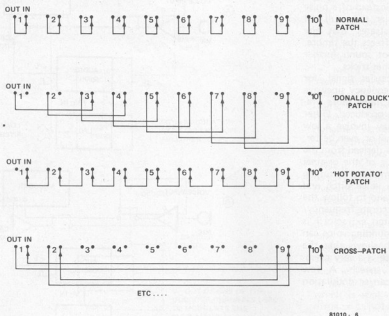 OUT IN
1 2 3 4 5 6 7 8 9 10 NORMAL PATCH
OUT IN
1 2 3 4 5 6 7 8 9 10 'DONALD DUCK' PATCH
OUT IN
1 2 3 4 5 6 7 8 9 10 'HOT POTATO' PATCH
OUT IN
1 2 3 4 5 6 7 8 9 10 CROSS-PATCH
ETC ....
81010 - 6